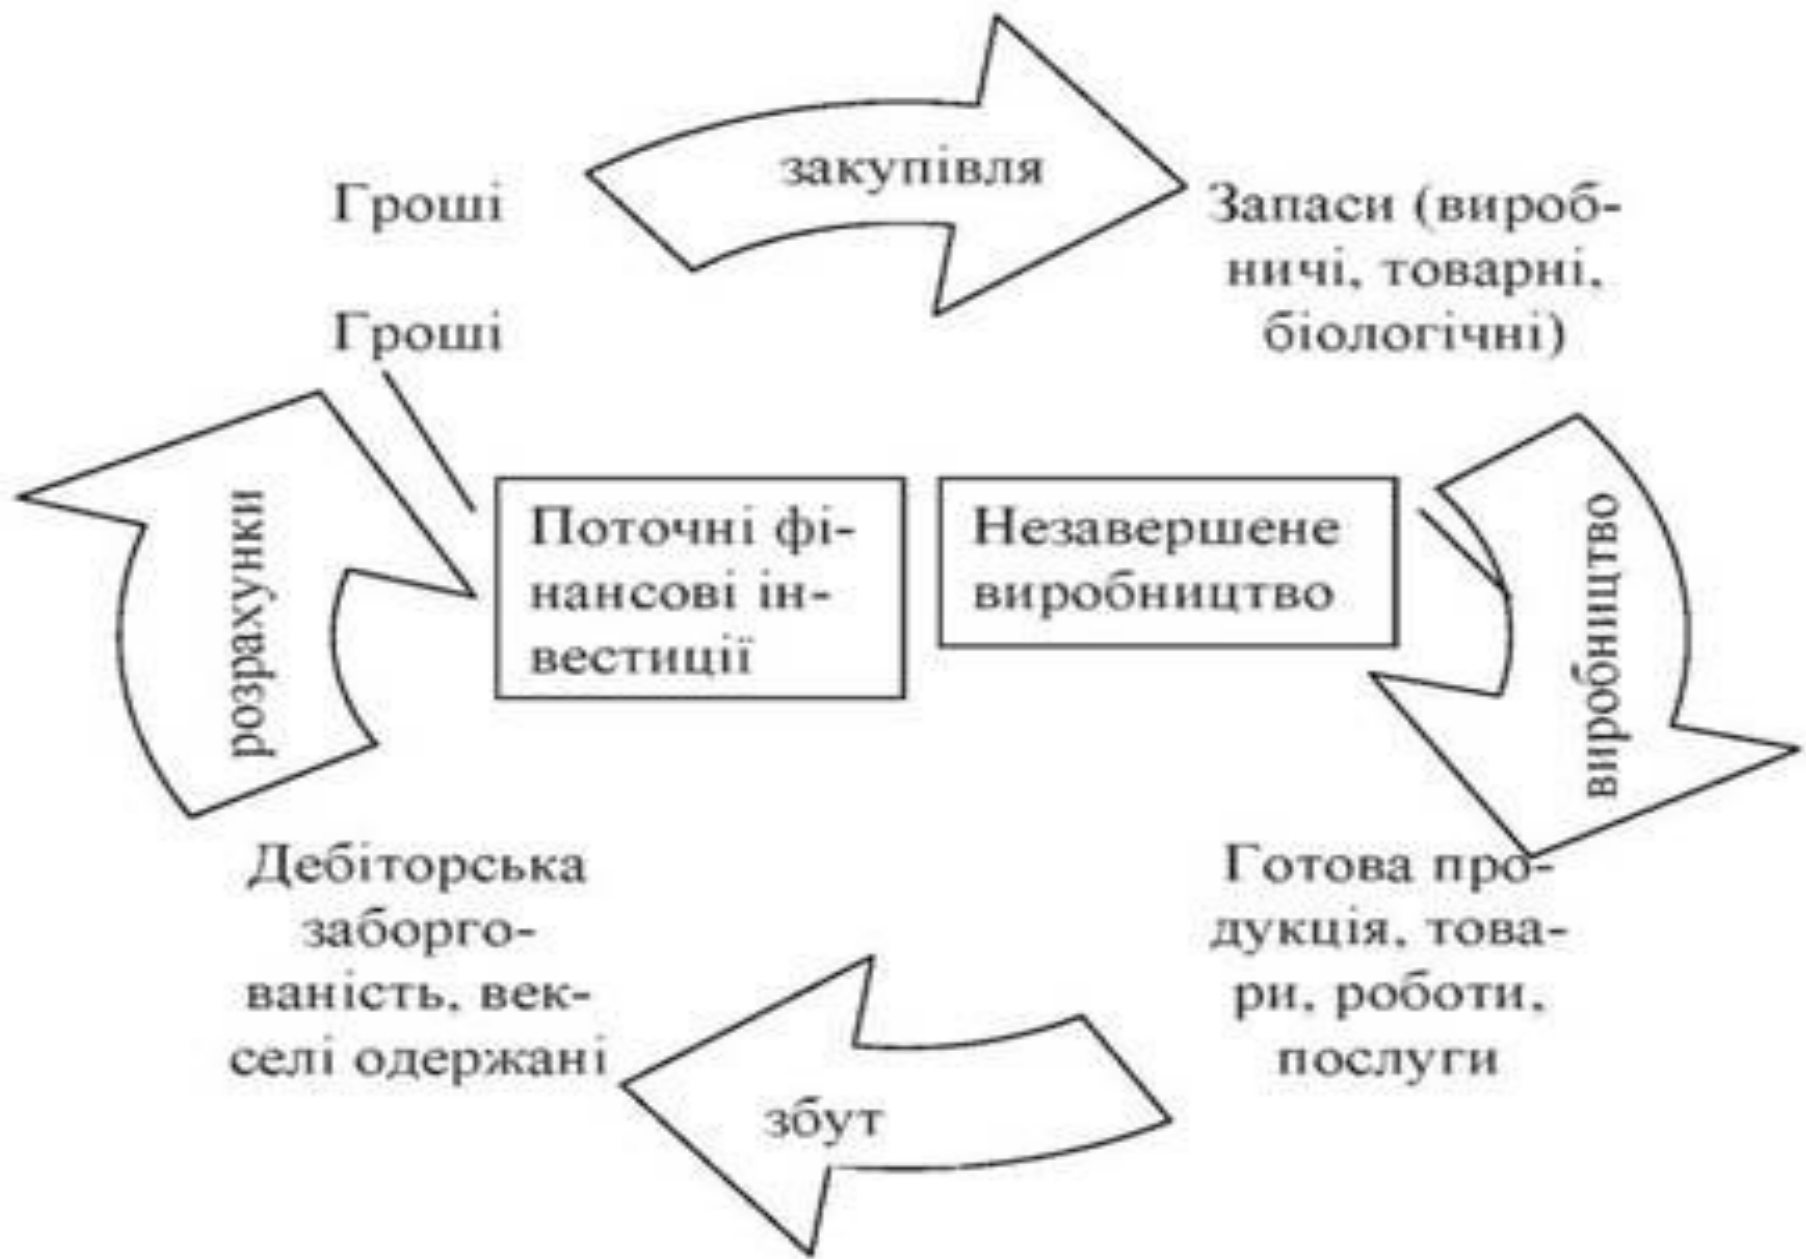 закупівля
Гроші
Запаси (вироб-
ничі, товарні,
біологічні)
Гроші
розрахунки
Поточні фі-
нансові ін-
вестиції
Незавершене
виробництво
виробництво
Дебіторська
заборго-
ваність, век-
селі одержані
Готова про-
дукція, това-
ри, роботи,
послуги
збут